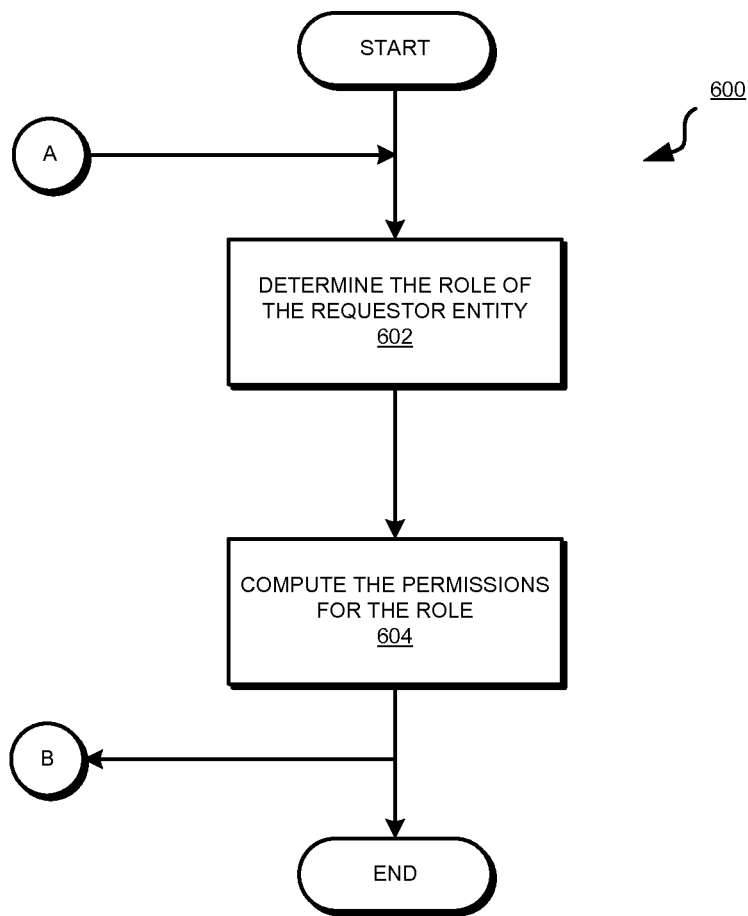 START
600
A
DETERMINE THE ROLE OF
THE REQUESTOR ENTITY
602
COMPUTE THE PERMISSIONS
FOR THE ROLE
604
B
END